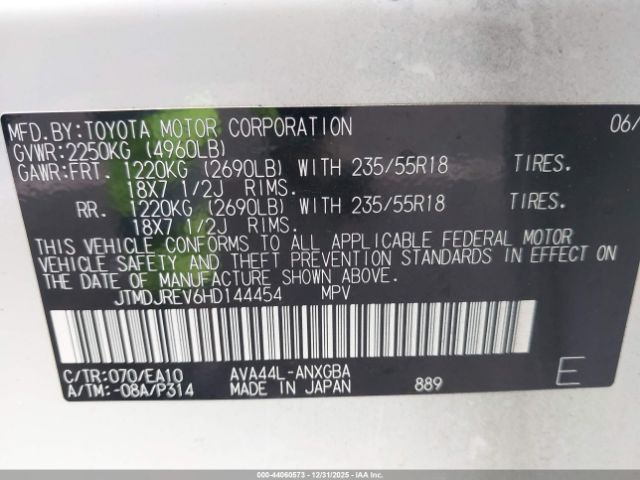 MFD.BY:TOYOTA MOTOR CORPORATION 06/
GVWR:2250KG (4960LB)
GAWR:FRT. 1220KG (2690LB) WITH 235/55R18 TIRES.
18X7 1/2J RIMS.
RR. 1220KG (2690LB) WITH 235/55R18 TIRES.
18X7 1/2J RIMS.
THIS VEHICLE CONFORMS TO ALL APPLICABLE FEDERAL MOTOR
VEHICLE SAFETY AND THEFT PREVENTION STANDARDS IN EFFECT ON
THE DATE OF MANUFACTURE SHOWN ABOVE.
JTMDJREV6HD144454 MPV
C/TR:070/EA10 AVA44L-ANXGBA
A/TM:-08A/P314 MADE IN JAPAN 889 E
000-44060573 - 12/31/2025 - COPART